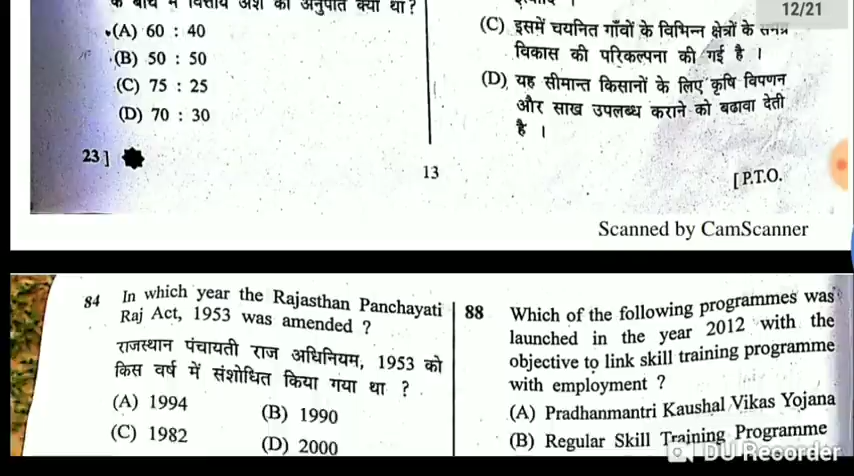 के बीच में वित्तीय अंश का अनुपात क्या था?
(A) 60 : 40
(B) 50 : 50
(C) 75 : 25
(D) 70 : 30
23]
(C) इसमें चयनित गाँवों के विभिन्न क्षेत्रों के समग्र
विकास की परिकल्पना की गई है ।
(D) यह सीमान्त किसानों के लिए कृषि विपणन
और साख उपलब्ध कराने को बढावा देती
है ।
12/21
13
[ P.T.O.
Scanned by CamScanner
84 In which year the Rajasthan Panchayati
Raj Act, 1953 was amended ?
राजस्थान पंचायती राज अधिनियम, 1953 को
किस वर्ष में संशोधित किया गया था ?
(A) 1994
(B) 1990
(C) 1982
(D) 2000
88 Which of the following programmes was
launched in the year 2012 with the
objective to link skill training programme
with employment ?
(A) Pradhanmantri Kaushal Vikas Yojana
(B) Regular Skill Training Programme
DU Recorder